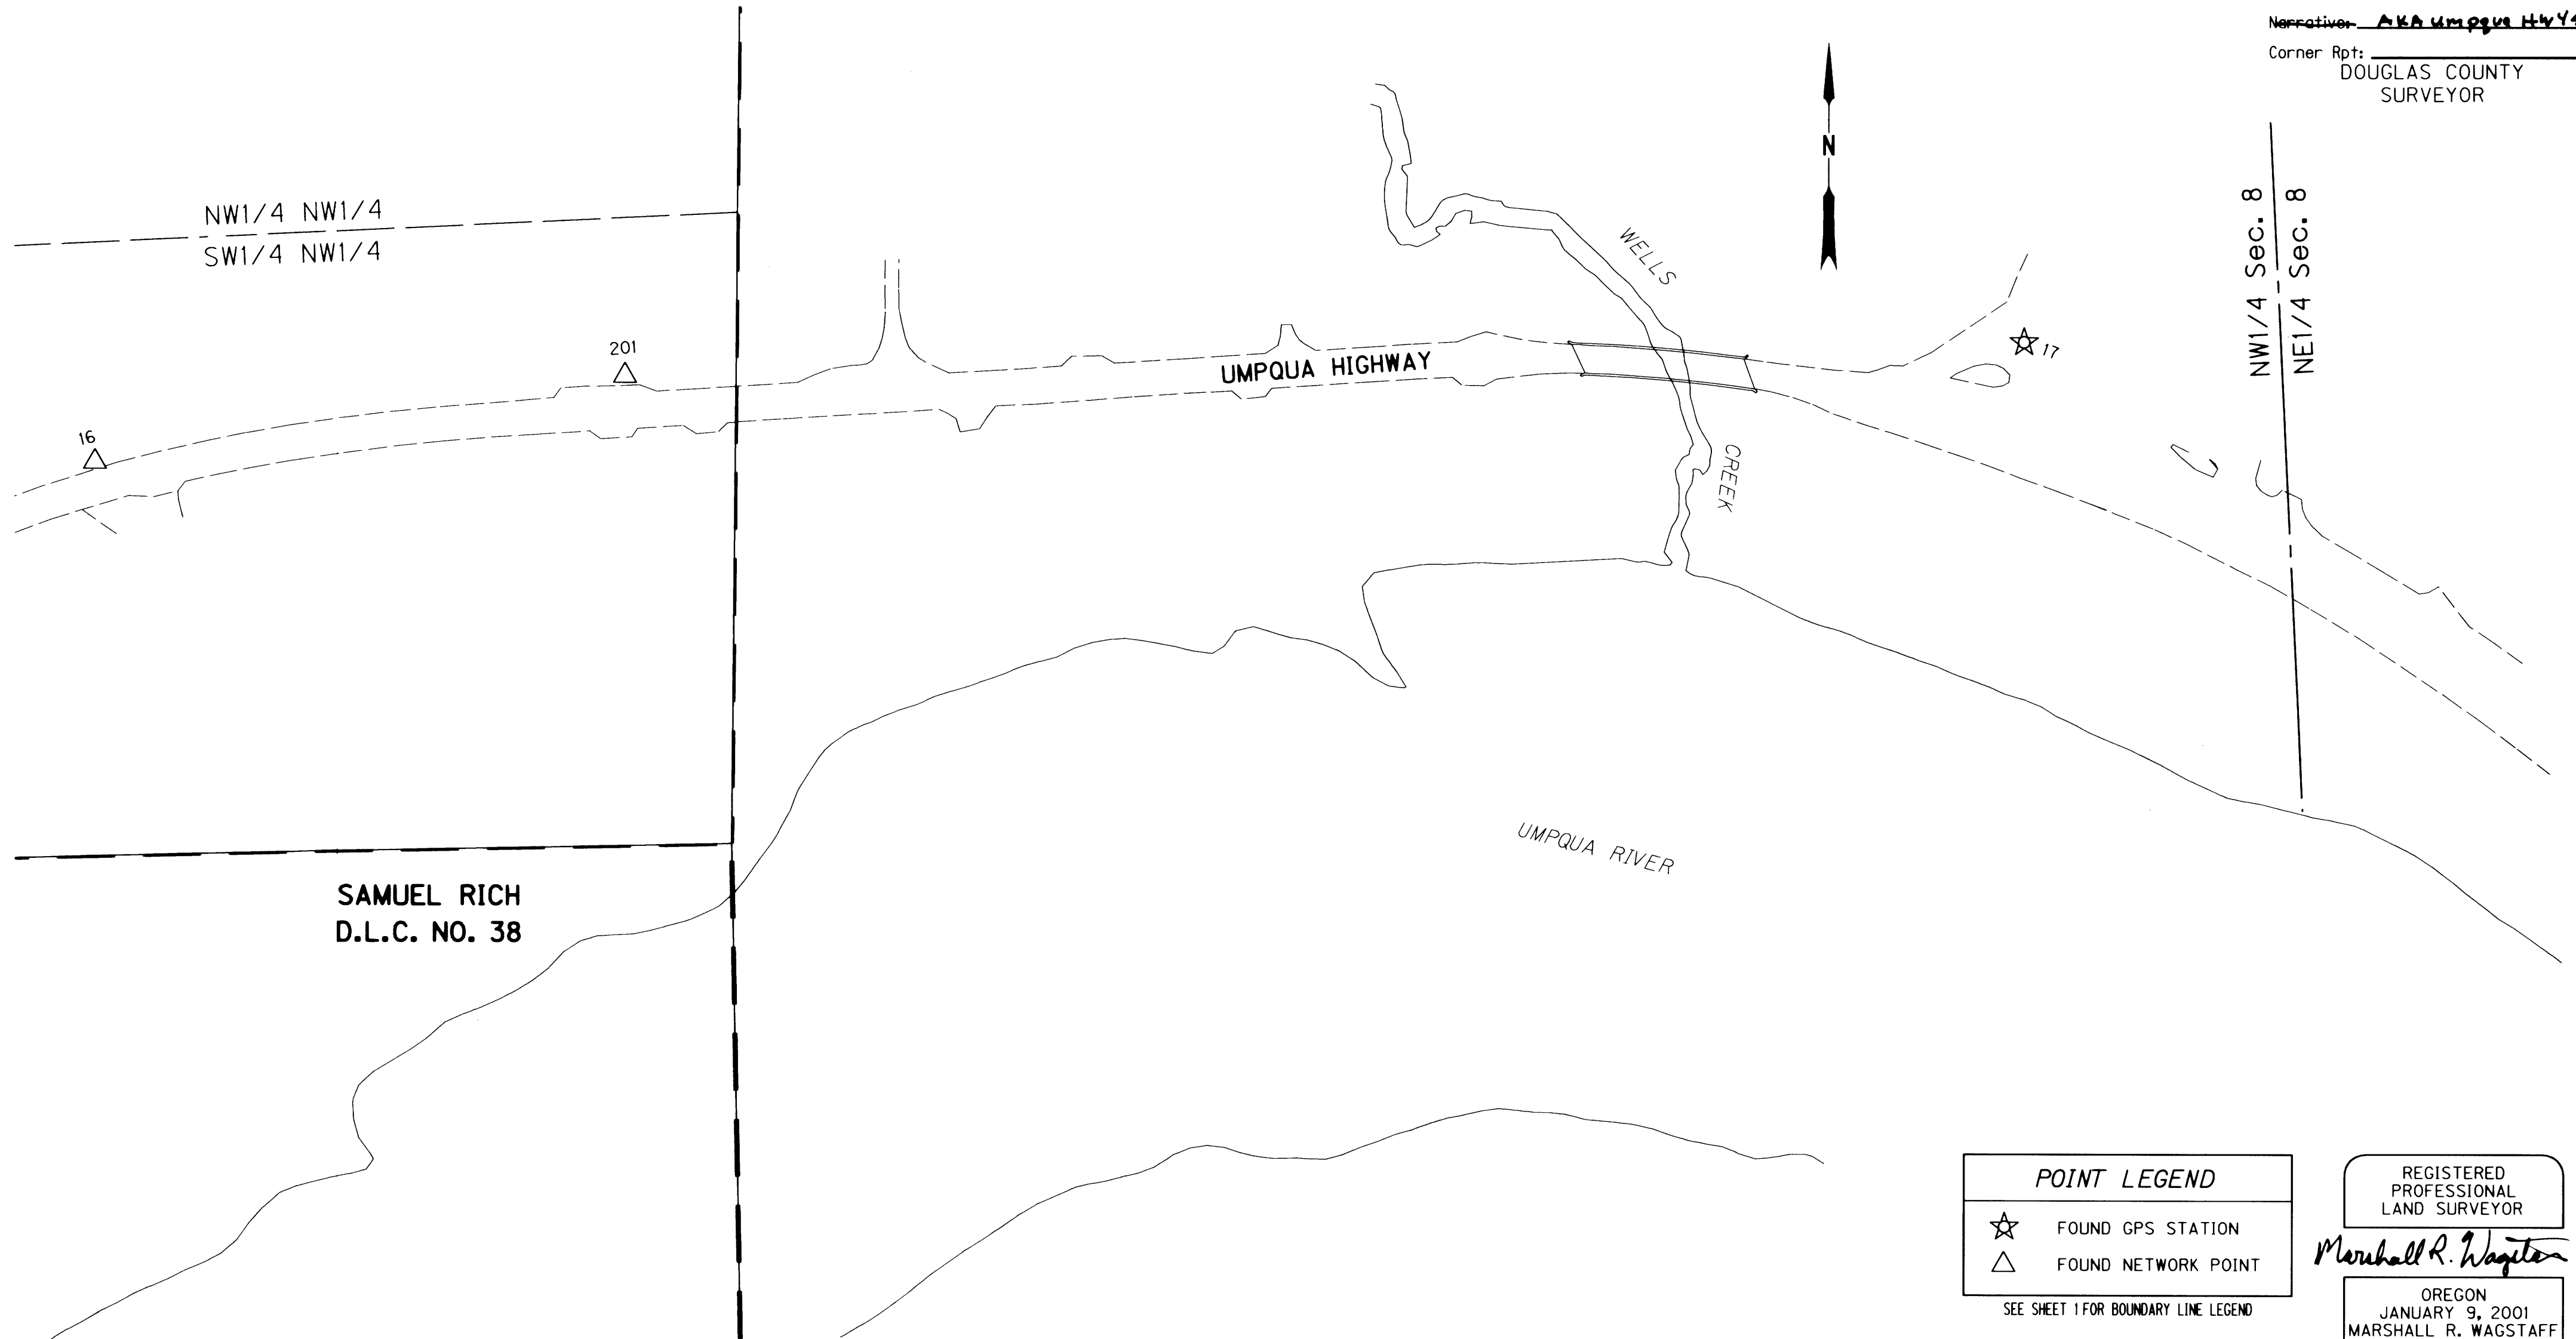 Narrative: AKA Umpqua Hwy
Corner Rpt:
DOUGLAS COUNTY
SURVEYOR
N
NW1/4 NW1/4
SW1/4 NW1/4
WELLS
CREEK
NW1/4 Sec. 8
NE1/4 Sec. 8
201
16
17
UMPQUA HIGHWAY
UMPQUA RIVER
SAMUEL RICH
D.L.C. NO. 38
POINT LEGEND
FOUND GPS STATION
FOUND NETWORK POINT
SEE SHEET 1 FOR BOUNDARY LINE LEGEND
REGISTERED
PROFESSIONAL
LAND SURVEYOR
Marshall R. Wagstaff
OREGON
JANUARY 9, 2001
MARSHALL R. WAGSTAFF